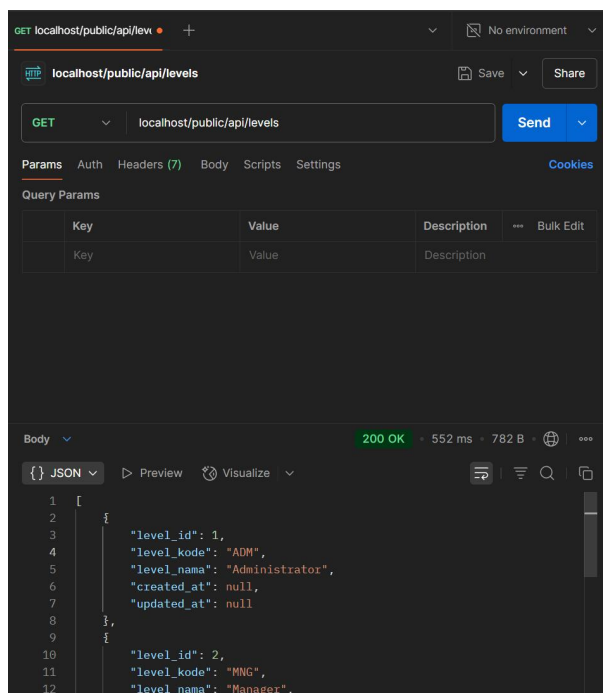 GET localhost/public/api/leve
No environment
HTTP localhost/public/api/levels
Save
Share
GET localhost/public/api/levels
Send
Params Auth Headers (7) Body Scripts Settings
Cookies
Query Params
Key Value Description Bulk Edit
Key Value Description
Body
200 OK 552 ms 782 B
{} JSON Preview Visualize
1 [
2 {
3 "level_id": 1,
4 "level_kode": "ADM",
5 "level_nama": "Administrator",
6 "created_at": null,
7 "updated_at": null
8 },
9 {
10 "level_id": 2,
11 "level_kode": "MNG",
12 "level_nama": "Manager",